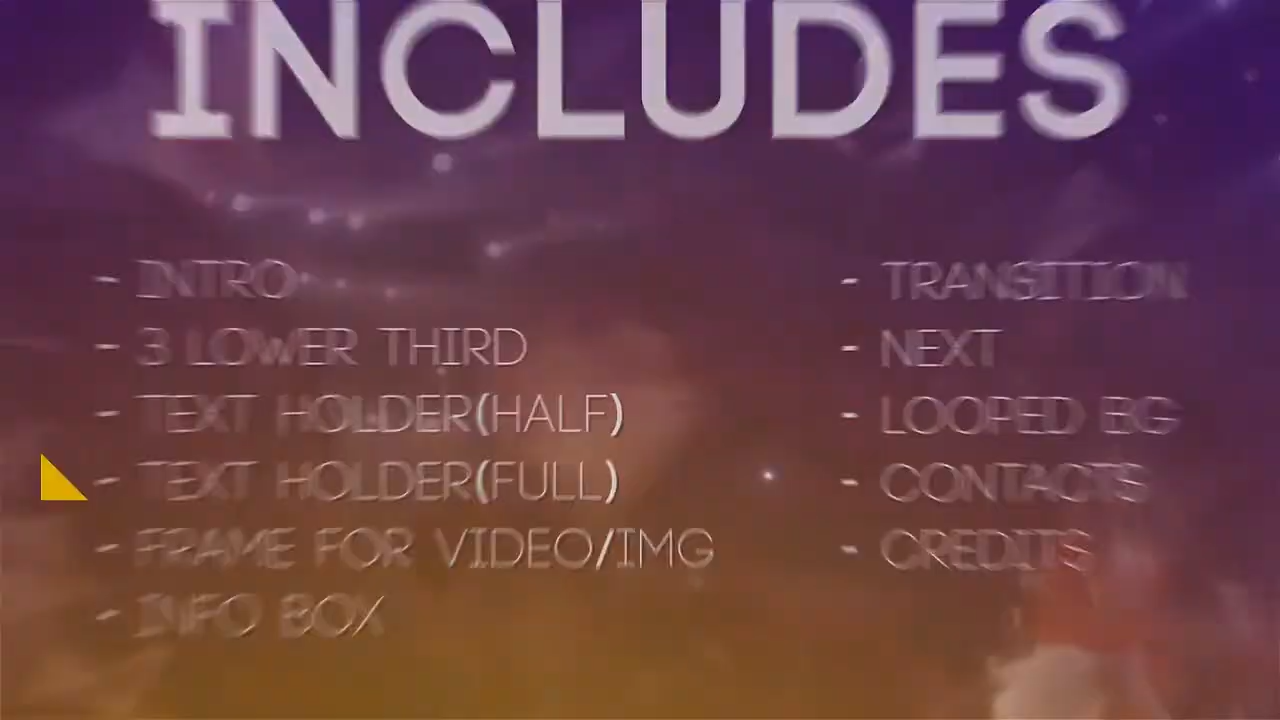 INCLUDES
- INTRO
- 3 LOWER THIRD
- TEXT HOLDER(HALF)
- TEXT HOLDER(FULL)
- FRAME FOR VIDEO/IMG
- INFO BOX
- TRANSITION
- NEXT
- LOOPED BG
- CONTACTS
- CREDITS